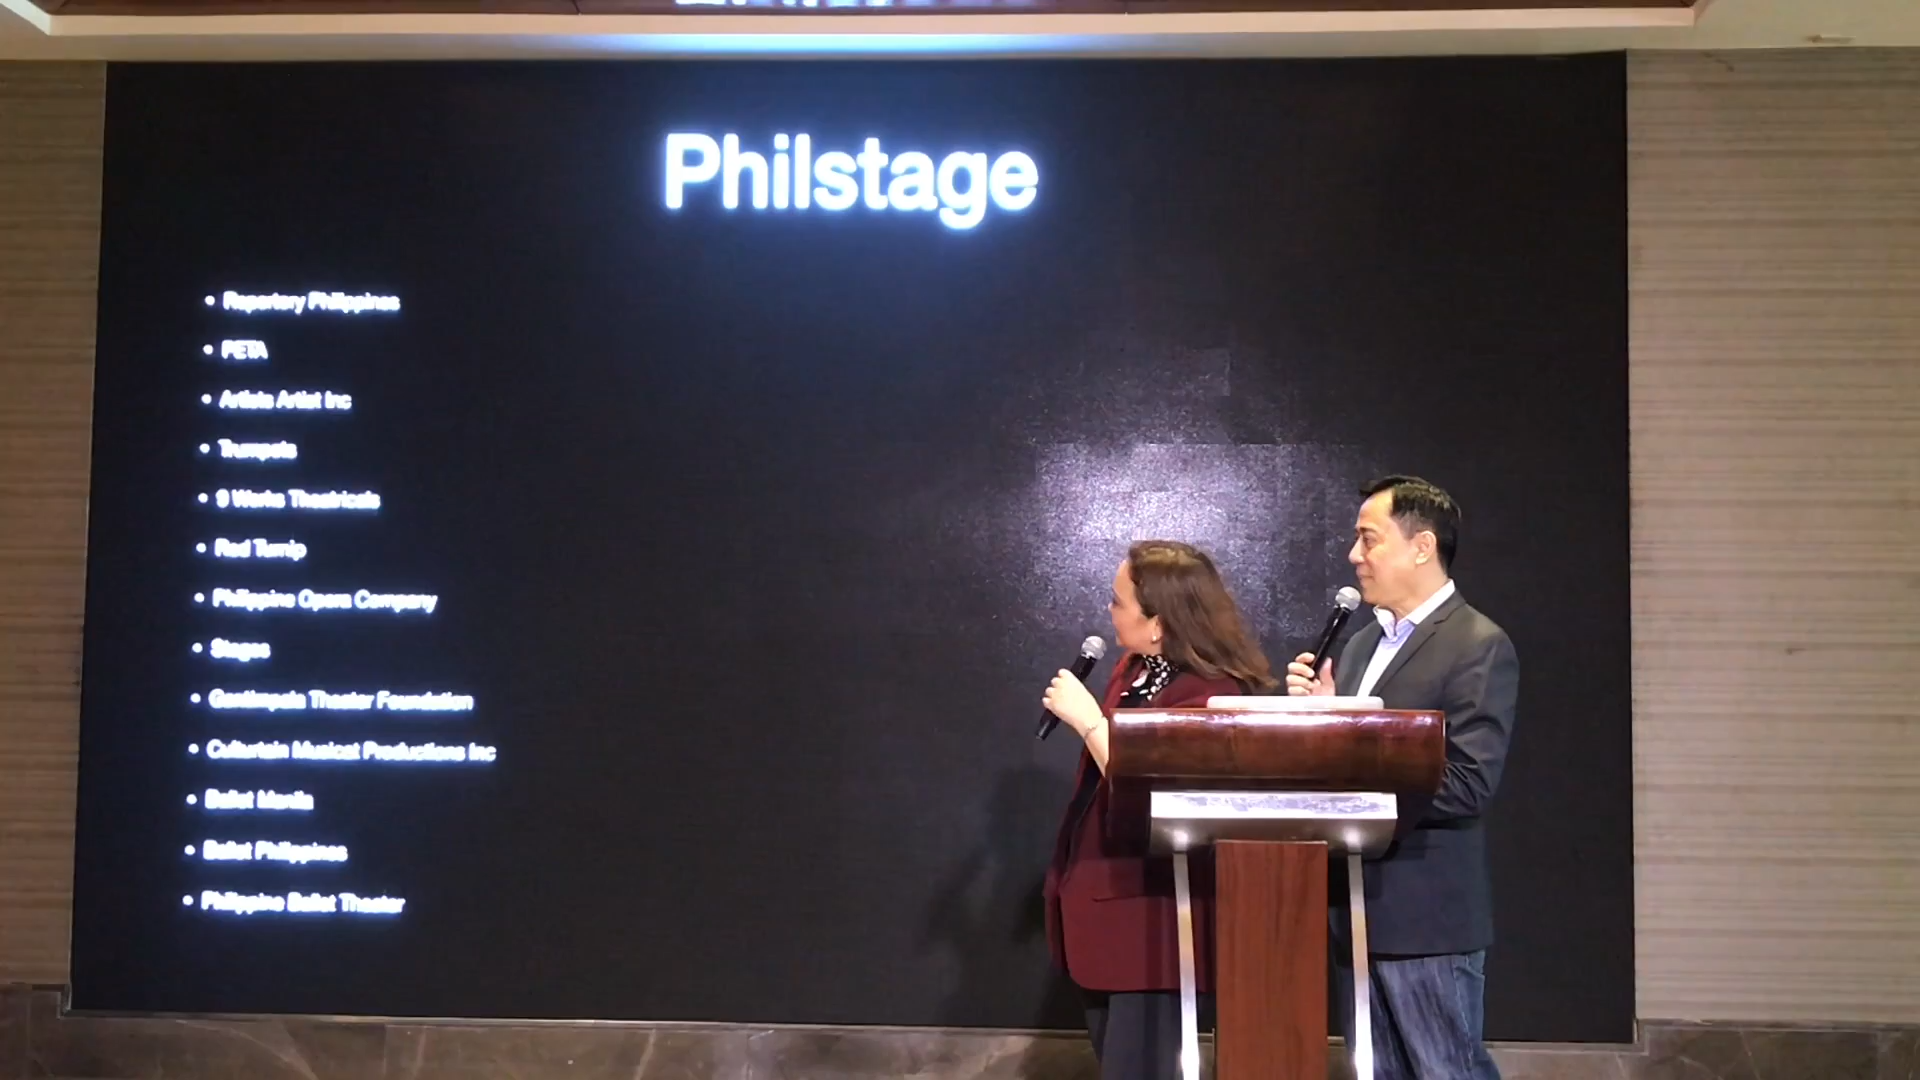 Philstage
• Repertory Philippines
• PETA
• Artists Artist Inc
• Trumpets
• 9 Works Theatricals
• Red Turnip
• Philippine Opera Company
• Stages
• Gantimpala Theater Foundation
• Culturtain Musicat Productions Inc
• Ballet Manila
• Ballet Philippines
• Philippine Ballet Theater